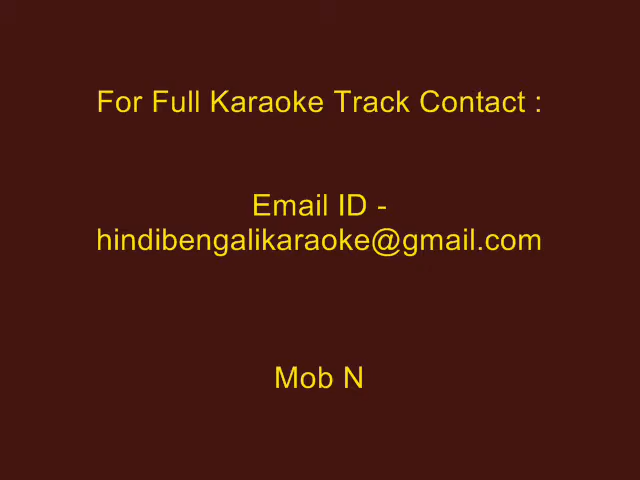 For Full Karaoke Track Contact :
Email ID -
hindibengalikaraoke@gmail.com
Mob N